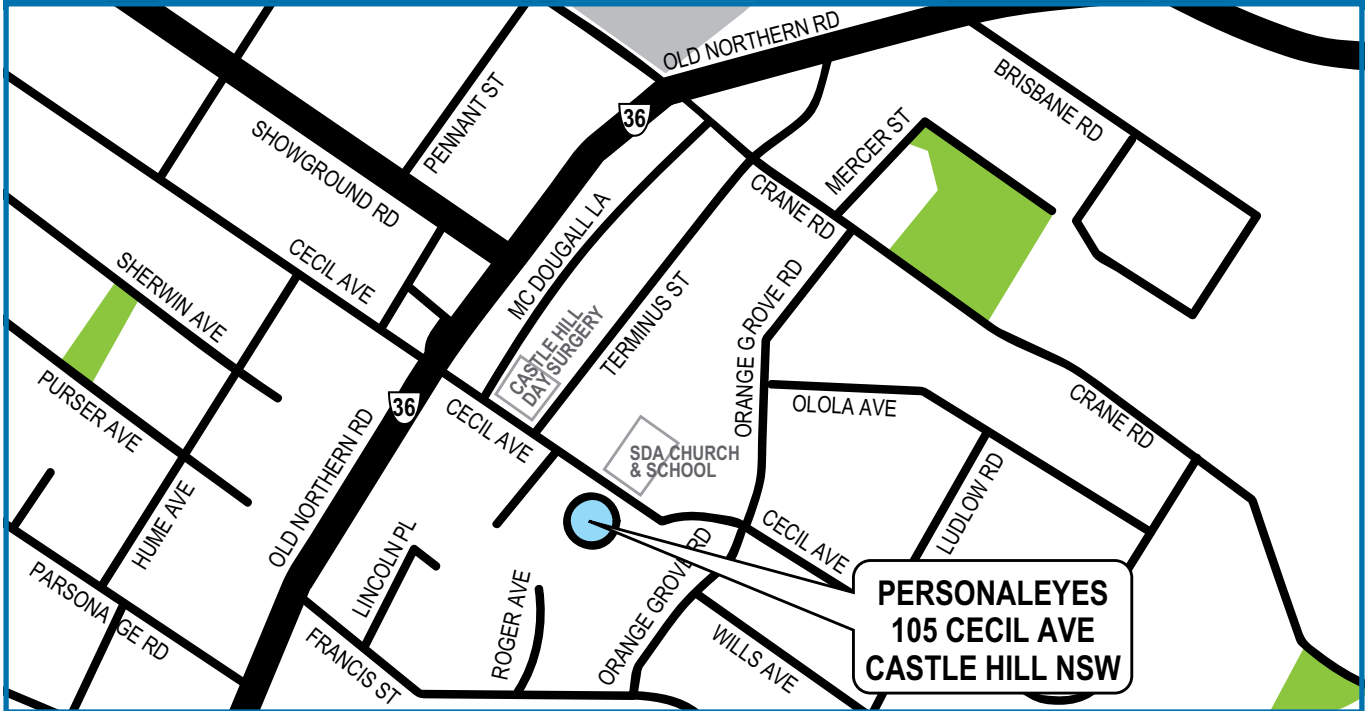 OLD NORTHERN RD
BRISBANE RD
PENNANT ST
36
SHOWGROUND RD
MERCER ST
CRANE RD
MC DOUGALL LA
CECIL AVE
SHERWIN AVE
CASTLE HILL
DAY SURGERY
TERMINUS ST
ORANGE GROVE RD
PURSER AVE
36
CECIL AVE
OLOLA AVE
CRANE RD
SDA CHURCH
& SCHOOL
OLD NORTHERN RD
HUME AVE
LUDLOW RD
CECIL AVE
LINCOLN PL
PARSONAGE RD
ROGER AVE
ORANGE GROVE RD
FRANCIS ST
WILLS AVE
PERSONALEYES
105 CECIL AVE
CASTLE HILL NSW